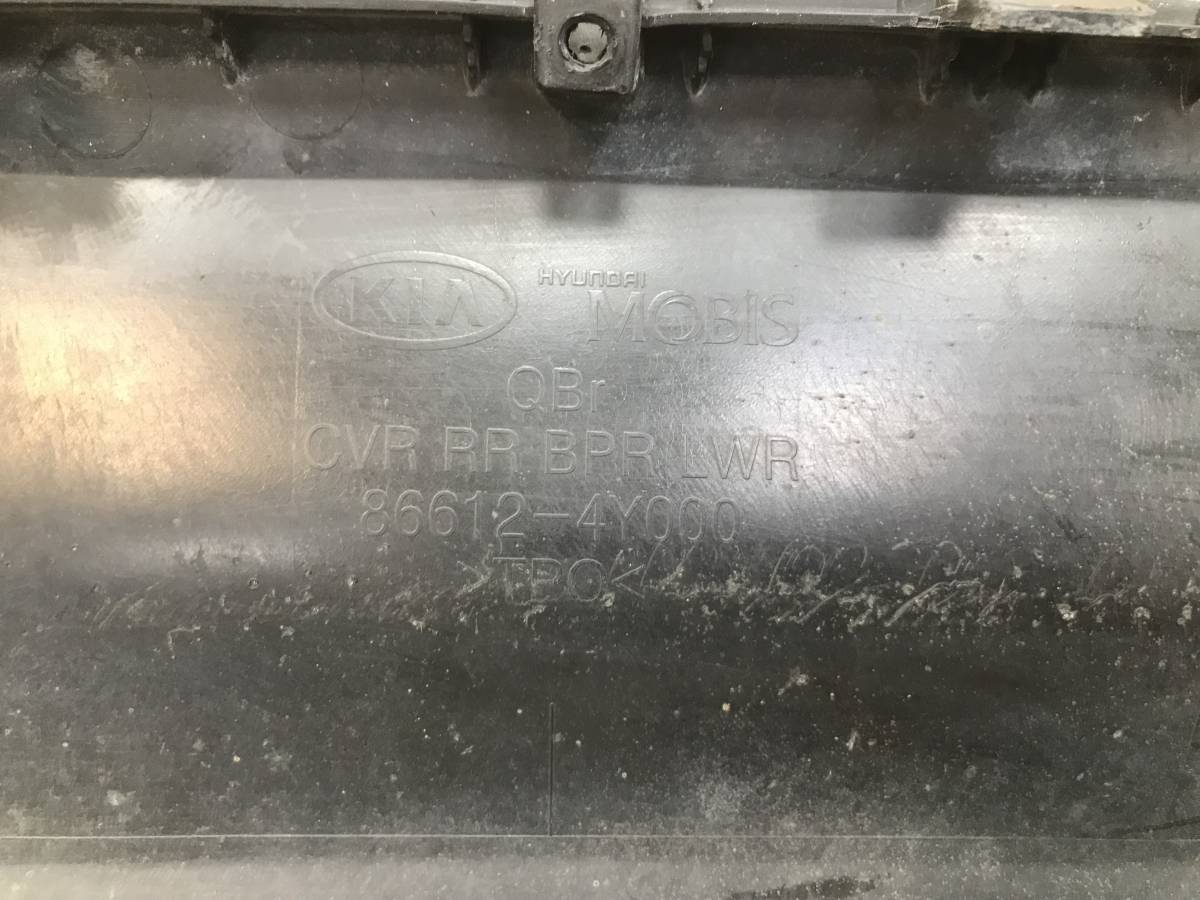 KIA HYUNDAI MOBIS
QBr
CVR RR BPR LWR
86612-4Y000
>TPO<